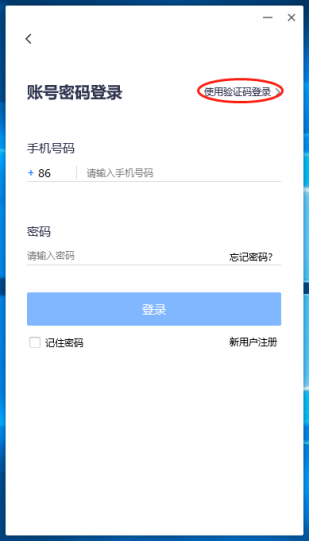 账号密码登录
使用验证码登录 >
手机号码
+ 86 请输入手机号码
密码
请输入密码 忘记密码?
登录
记住密码 新用户注册